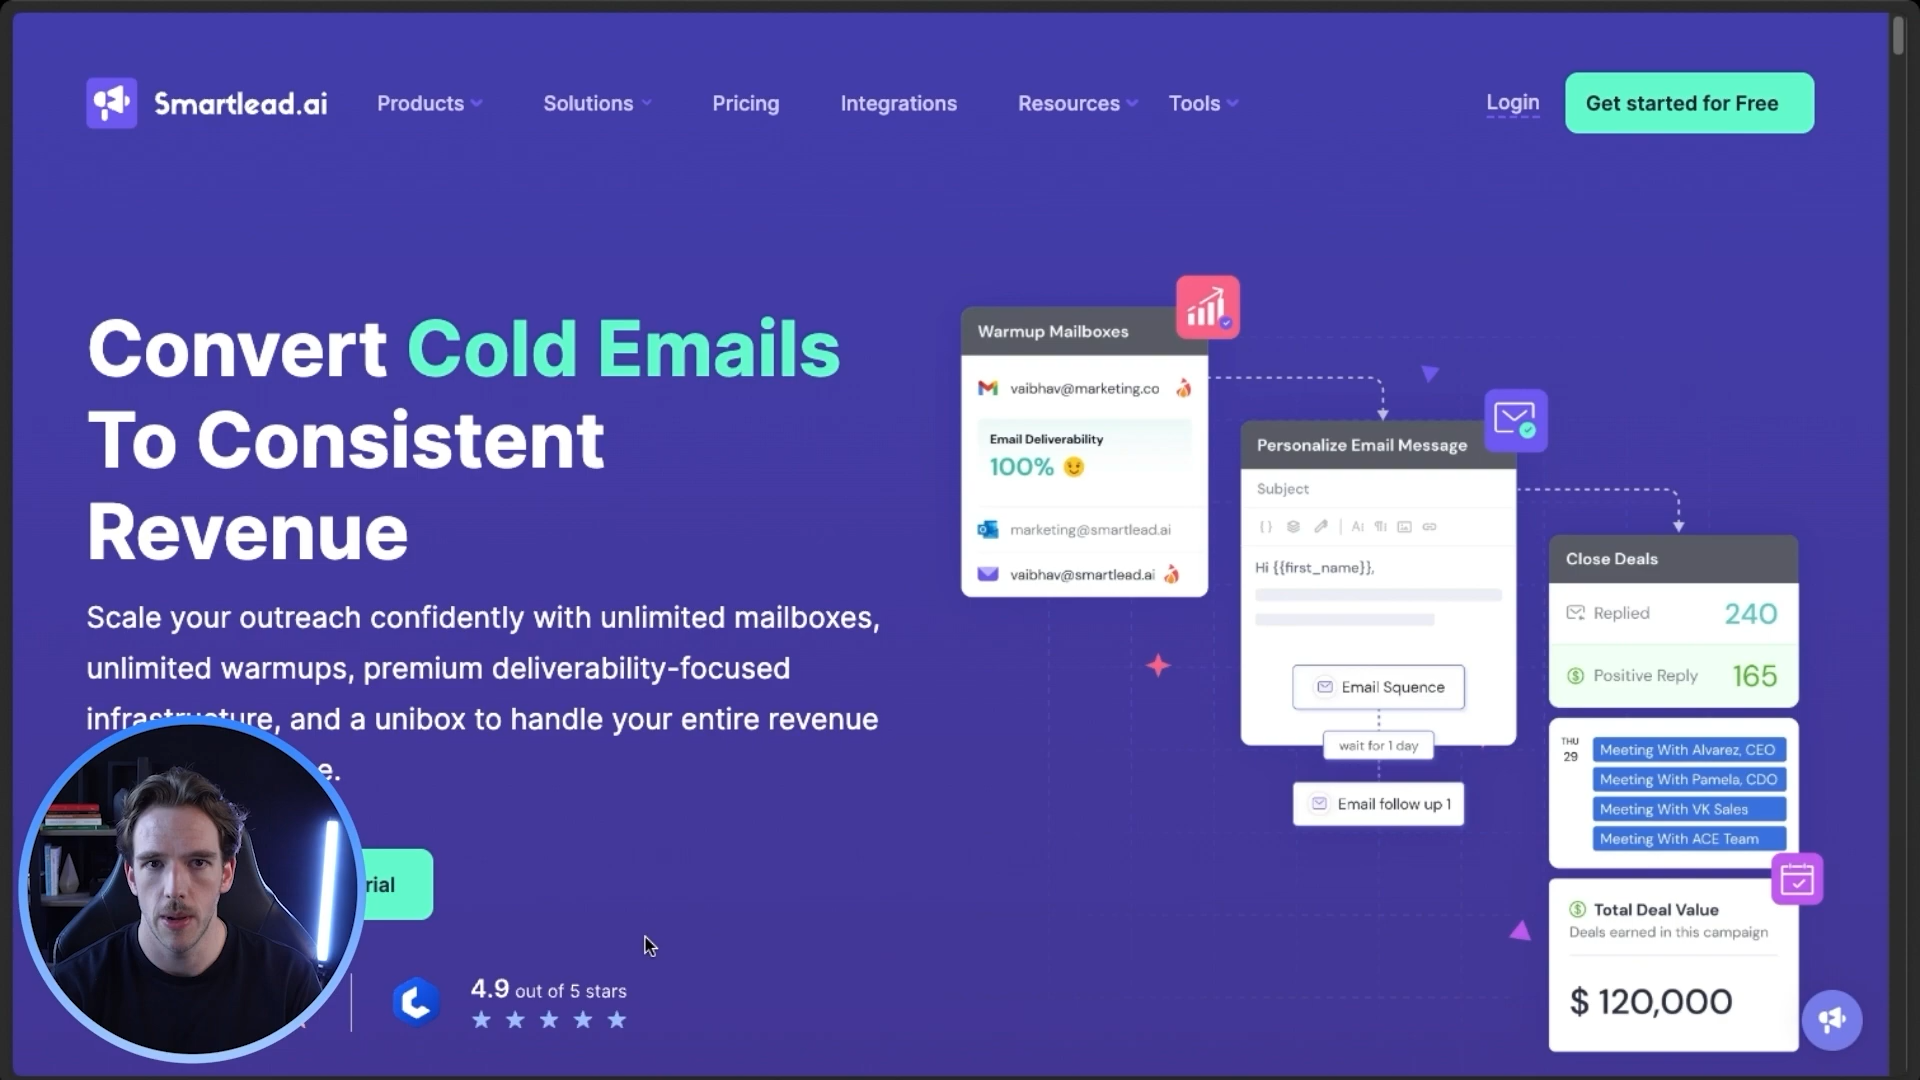 Smartlead.ai
Products
Solutions
Pricing
Integrations
Resources
Tools
Login
Get started for Free
Convert Cold Emails
To Consistent
Revenue
Scale your outreach confidently with unlimited mailboxes,
unlimited warmups, premium deliverability-focused
infrastructure, and a unibox to handle your entire revenue
4.9 out of 5 stars
Warmup Mailboxes
vaibhav@marketing.co
Email Deliverability
100%
marketing@smartlead.ai
vaibhav@smartlead.ai
Personalize Email Message
Subject
Hi {{first_name}},
Email Squence
wait for 1 day
Email follow up 1
Close Deals
Replied 240
Positive Reply 165
THU
29
Meeting With Alvarez, CEO
Meeting With Pamela, CDO
Meeting With VK Sales
Meeting With ACE Team
Total Deal Value
Deals earned in this campaign
$ 120,000